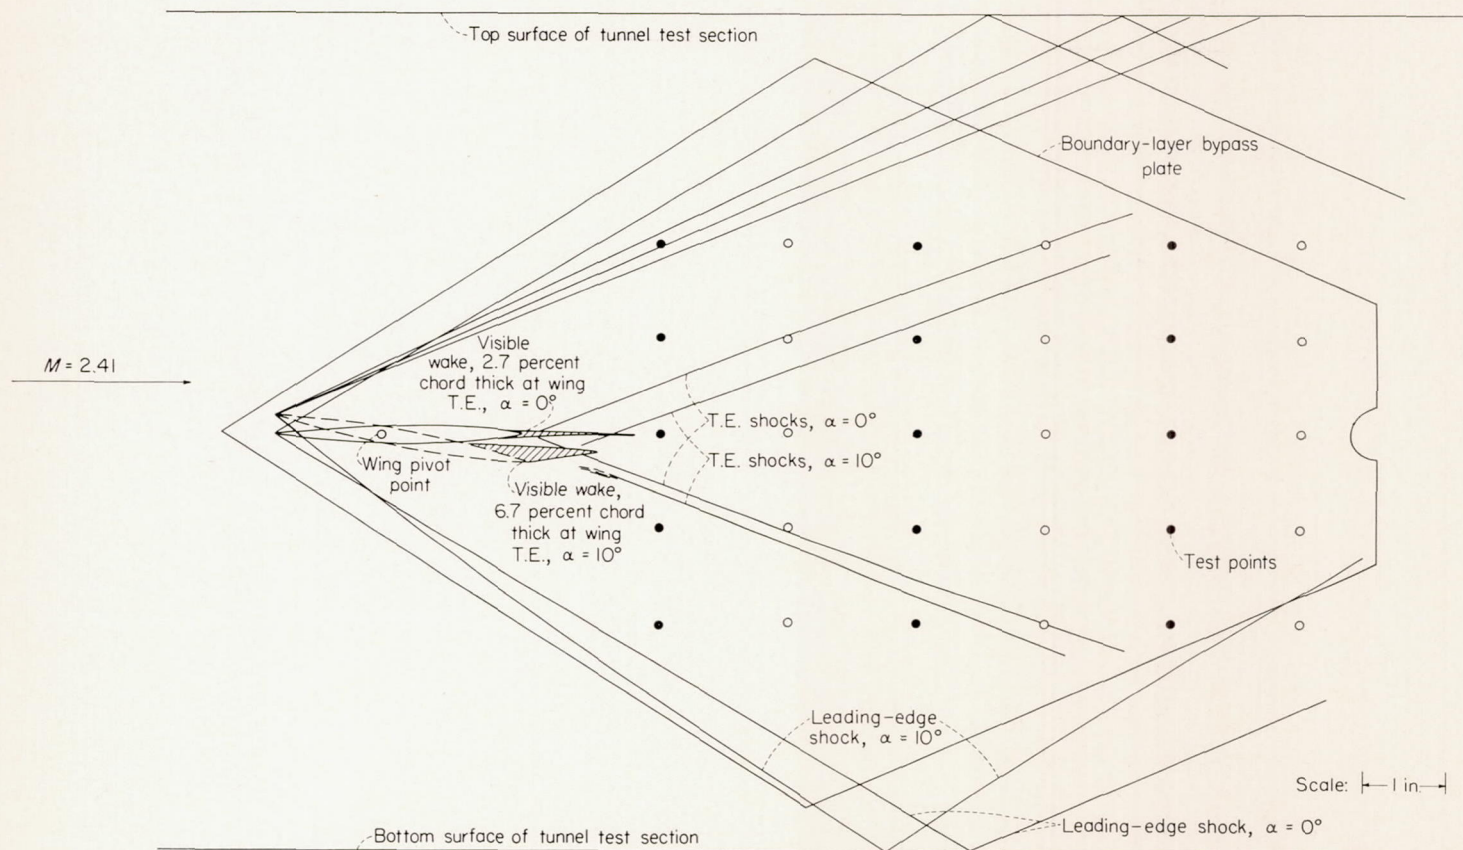 Top surface of tunnel test section
Boundary-layer bypass
plate
M = 2.41
Visible
wake, 2.7 percent
chord thick at wing
T.E., α = 0°
T.E. shocks, α = 0°
T.E. shocks, α = 10°
Wing pivot
point
Visible wake,
6.7 percent chord
thick at wing
T.E., α = 10°
Test points
Leading-edge
shock, α = 10°
Scale: 1 in.
Leading-edge shock, α = 0°
Bottom surface of tunnel test section